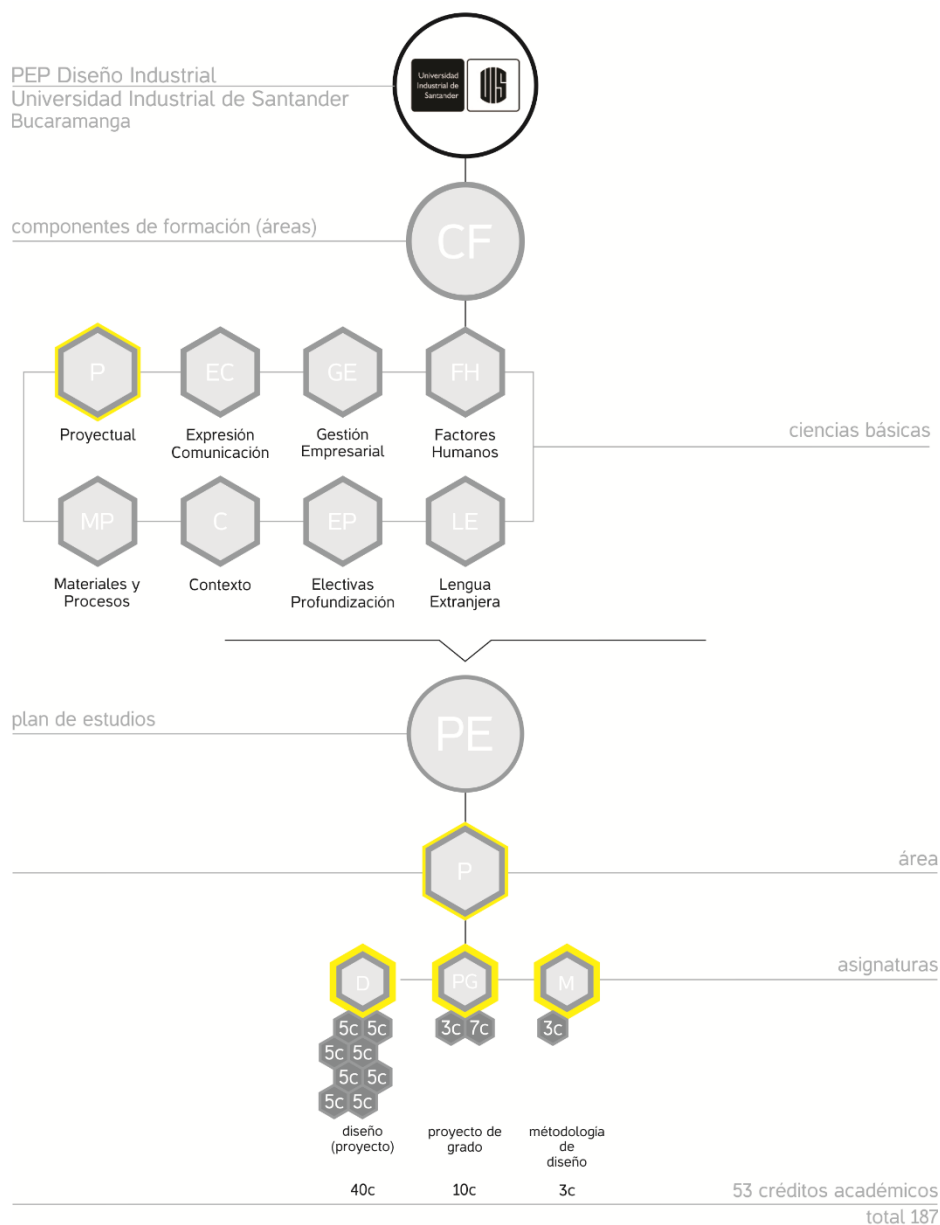 Universidad
Industrial de
Santander
UIS
PEP Diseño Industrial
Universidad Industrial de Santander
Bucaramanga
componentes de formación (áreas)
CF
P
EC
GE
FH
Proyectual
Expresión
Comunicación
Gestión
Empresarial
Factores
Humanos
ciencias básicas
MP
C
EP
LE
Materiales y
Procesos
Contexto
Electivas
Profundización
Lengua
Extranjera
plan de estudios
PE
P
área
D
PG
M
asignaturas
5c 5c
3c 7c
3c
5c 5c
5c 5c
5c 5c
diseño
(proyecto)
proyecto de
grado
métodologia
de
diseño
40c
10c
3c
53 créditos académicos
total 187